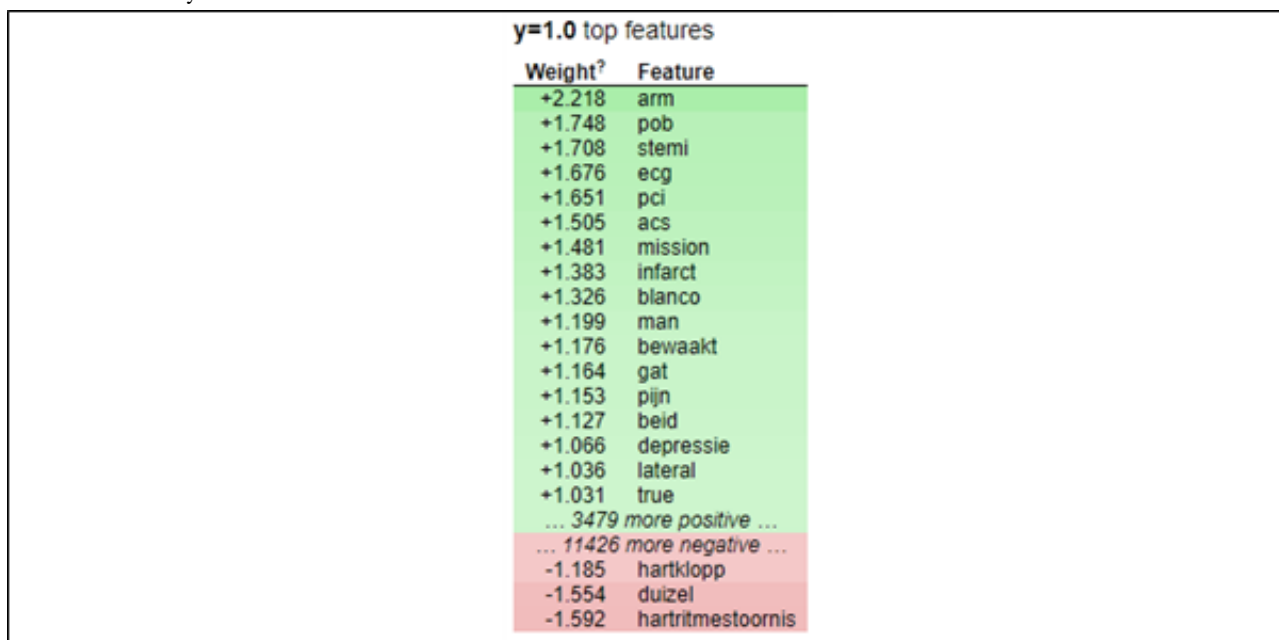 y=1.0 top features
Weight? Feature
+2.218 arm
+1.748 pob
+1.708 stemi
+1.676 ecg
+1.651 pci
+1.505 acs
+1.481 mission
+1.383 infarct
+1.326 blanco
+1.199 man
+1.176 bewaakt
+1.164 gat
+1.153 pijn
+1.127 beid
+1.066 depressie
+1.036 lateral
+1.031 true
... 3479 more positive ...
... 11426 more negative ...
-1.185 hartklopp
-1.554 duizel
-1.592 hartritmestoornis